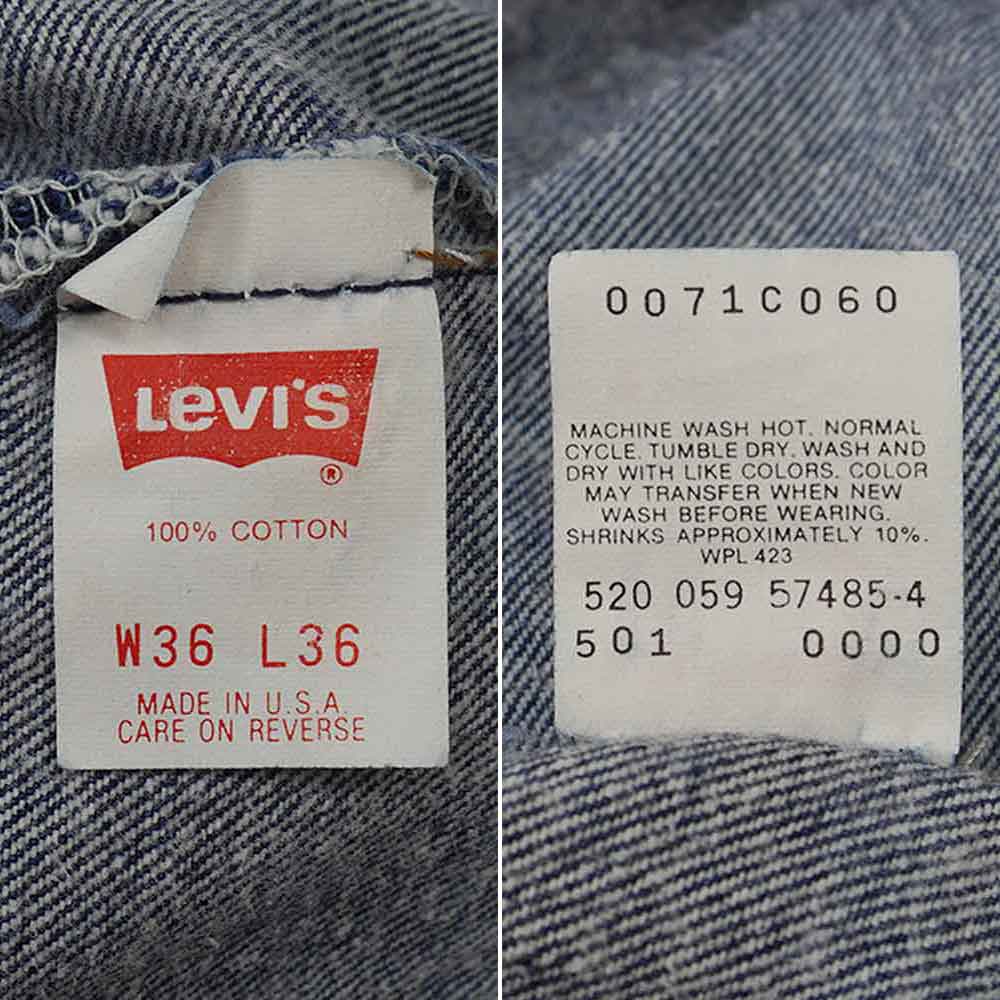 Levi's
®
100% COTTON
W36 L36
MADE IN U.S.A
CARE ON REVERSE
0071C060
MACHINE WASH HOT. NORMAL
CYCLE. TUMBLE DRY. WASH AND
DRY WITH LIKE COLORS. COLOR
MAY TRANSFER WHEN NEW
WASH BEFORE WEARING.
SHRINKS APPROXIMATELY 10%.
WPL 423
520 059 57485-4
501 0000